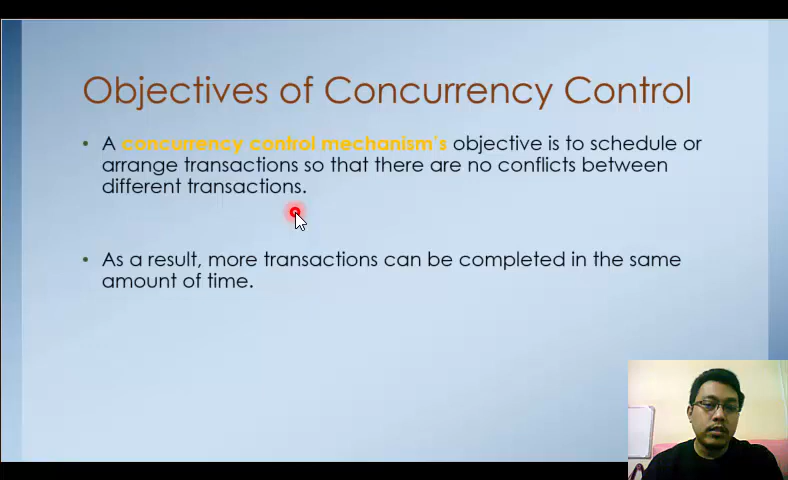 Objectives of Concurrency Control
• A concurrency control mechanism's objective is to schedule or
arrange transactions so that there are no conflicts between
different transactions.
• As a result, more transactions can be completed in the same
amount of time.